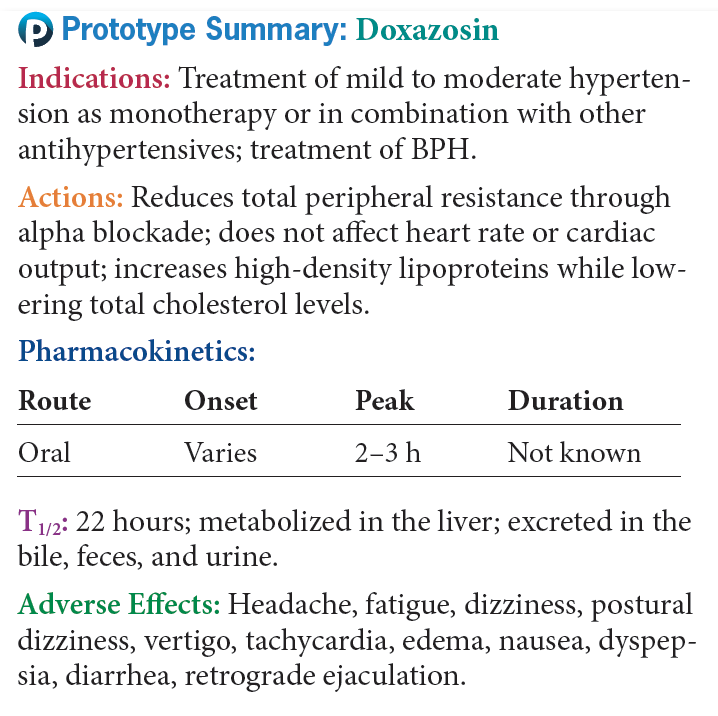 P Prototype Summary: Doxazosin
Indications: Treatment of mild to moderate hyperten-
sion as monotherapy or in combination with other
antihypertensives; treatment of BPH.
Actions: Reduces total peripheral resistance through
alpha blockade; does not affect heart rate or cardiac
output; increases high-density lipoproteins while low-
ering total cholesterol levels.
Pharmacokinetics:
Route Onset Peak Duration
Oral Varies 2–3 h Not known
T1/2: 22 hours; metabolized in the liver; excreted in the
bile, feces, and urine.
Adverse Effects: Headache, fatigue, dizziness, postural
dizziness, vertigo, tachycardia, edema, nausea, dyspep-
sia, diarrhea, retrograde ejaculation.